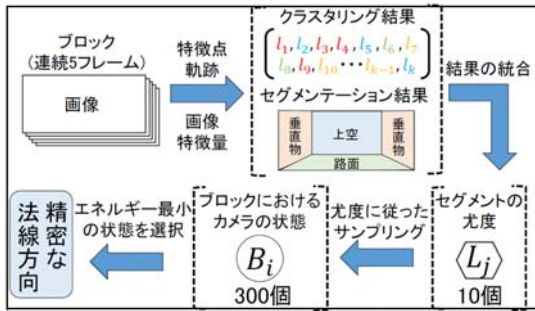 ブロック
(連続5フレーム)
画像
特徴点
軌跡
画像
特徴量
クラスタリング結果
l₁, l₂, l₃, l₄, l₅, l₆, l₇
l₈, l₉, l₁₀ ⋯ lₖ₋₁, lₖ
セグメンテーション結果
垂直物
上空
垂直物
路面
結果の統合
セグメントの
尤度
Lⱼ
10個
尤度に従った
サンプリング
ブロックにおける
カメラの状態
Bᵢ
300個
エネルギー最小
の状態を選択
精密な
法線方向